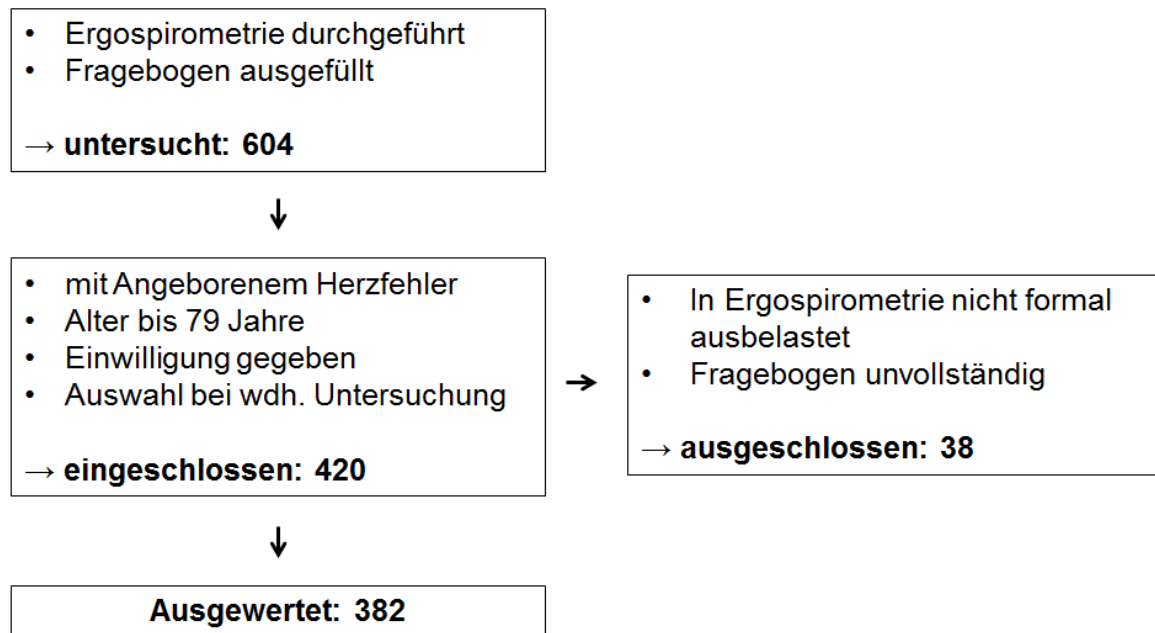 • Ergospirometrie durchgeführt
• Fragebogen ausgefüllt
→ untersucht: 604
• mit Angeborenem Herzfehler
• Alter bis 79 Jahre
• Einwilligung gegeben
• Auswahl bei wdh. Untersuchung
→ eingeschlossen: 420
• In Ergospirometrie nicht formal
ausbelastet
• Fragebogen unvollständig
→ ausgeschlossen: 38
Ausgewertet: 382